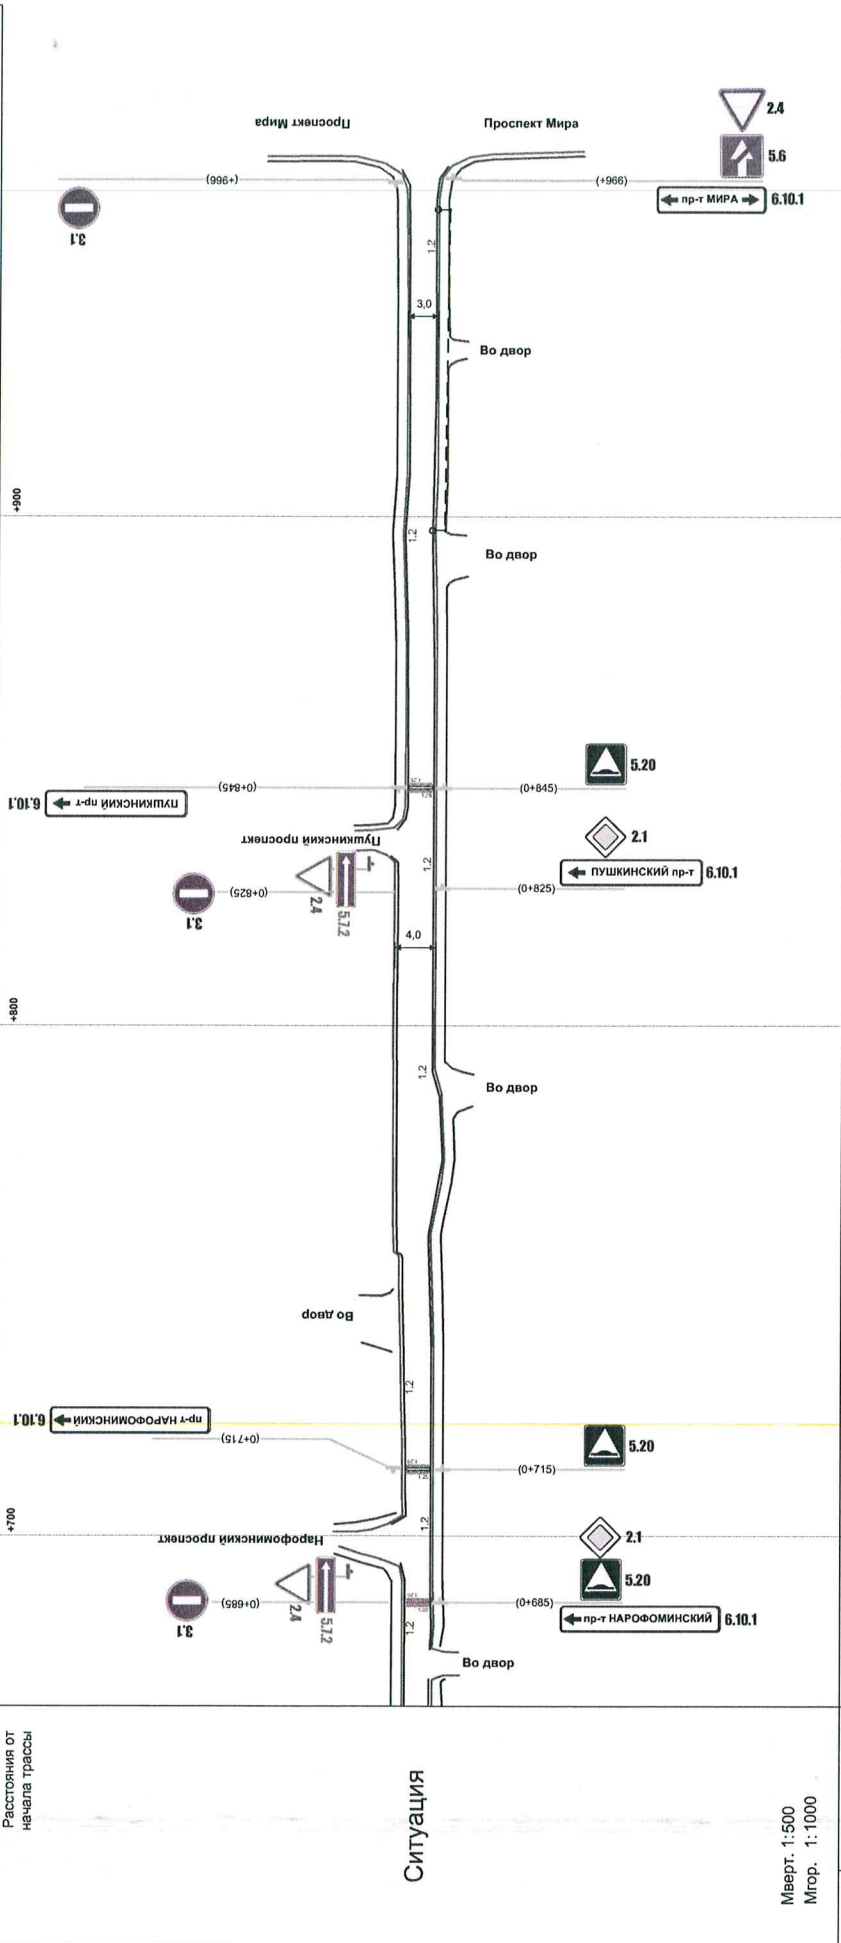 Проспект Мира
Проспект Мира
2.4
5.6
(+966)
(+966)
пр-т МИРА
6.10.1
3.1
1.2
3,0
Во двор
+900
1.2
Во двор
5.20
(0+845)
(0+845)
6.10.1
ПУШКИНСКИЙ пр-т
Пушкинский проспект
2.1
1.2
ПУШКИНСКИЙ пр-т
6.10.1
3.1
(0+825)
2.4
5.7.2
(0+825)
4,0
+800
1.2
Во двор
Во двор
1.2
6.10.1
пр-т НАРОФОМИНСКИЙ
(0+715)
5.20
(0+715)
+700
1.2
Нарофоминский проспект
2.1
5.20
3.1
(0+685)
2.4
5.7.2
(0+685)
1.2
пр-т НАРОФОМИНСКИЙ
6.10.1
Во двор
Расстояния от
начала трассы
Ситуация
Мверт. 1:500
Мгор. 1:1000